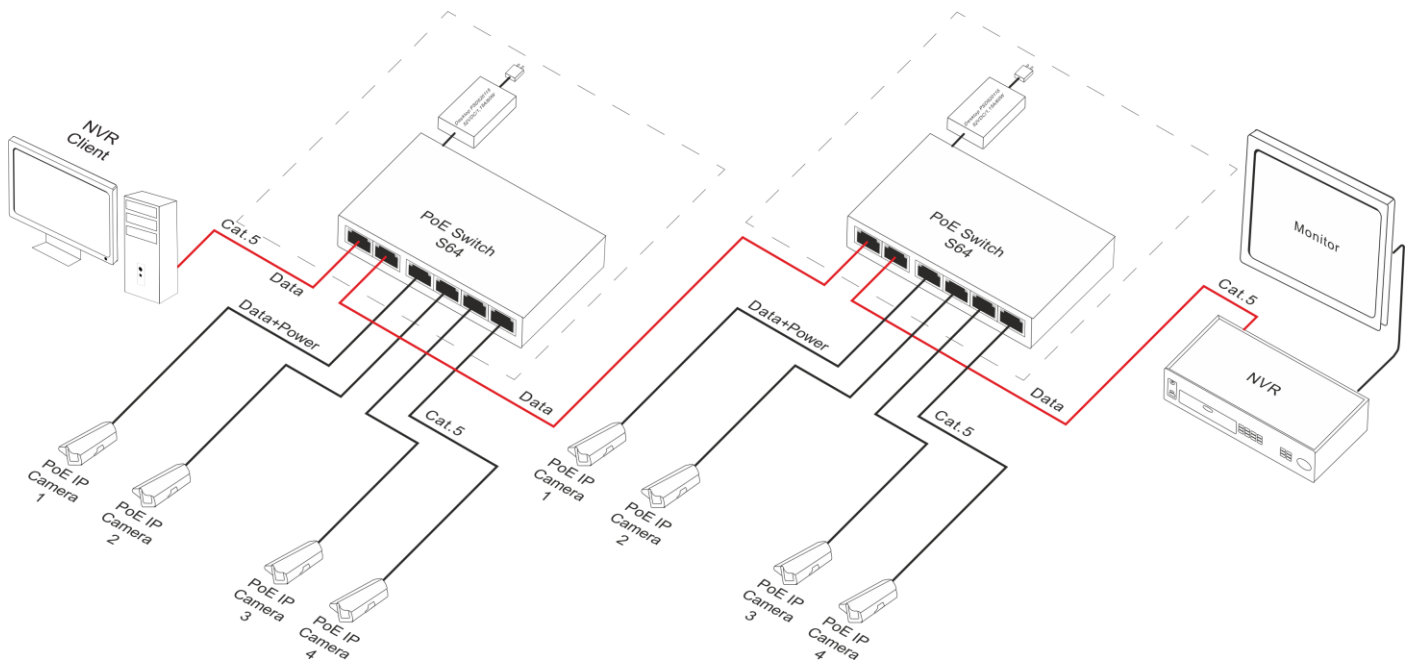 NVR
Client
Cat.5
Data
Data+Power
PoE Switch
S64
Data
Cat.5
PoE IP
Camera
1
PoE IP
Camera
2
PoE IP
Camera
3
PoE IP
Camera
4
PoE Switch
S64
Data+Power
Data
Cat.5
Cat.5
PoE IP
Camera
1
PoE IP
Camera
2
PoE IP
Camera
3
PoE IP
Camera
4
Monitor
NVR